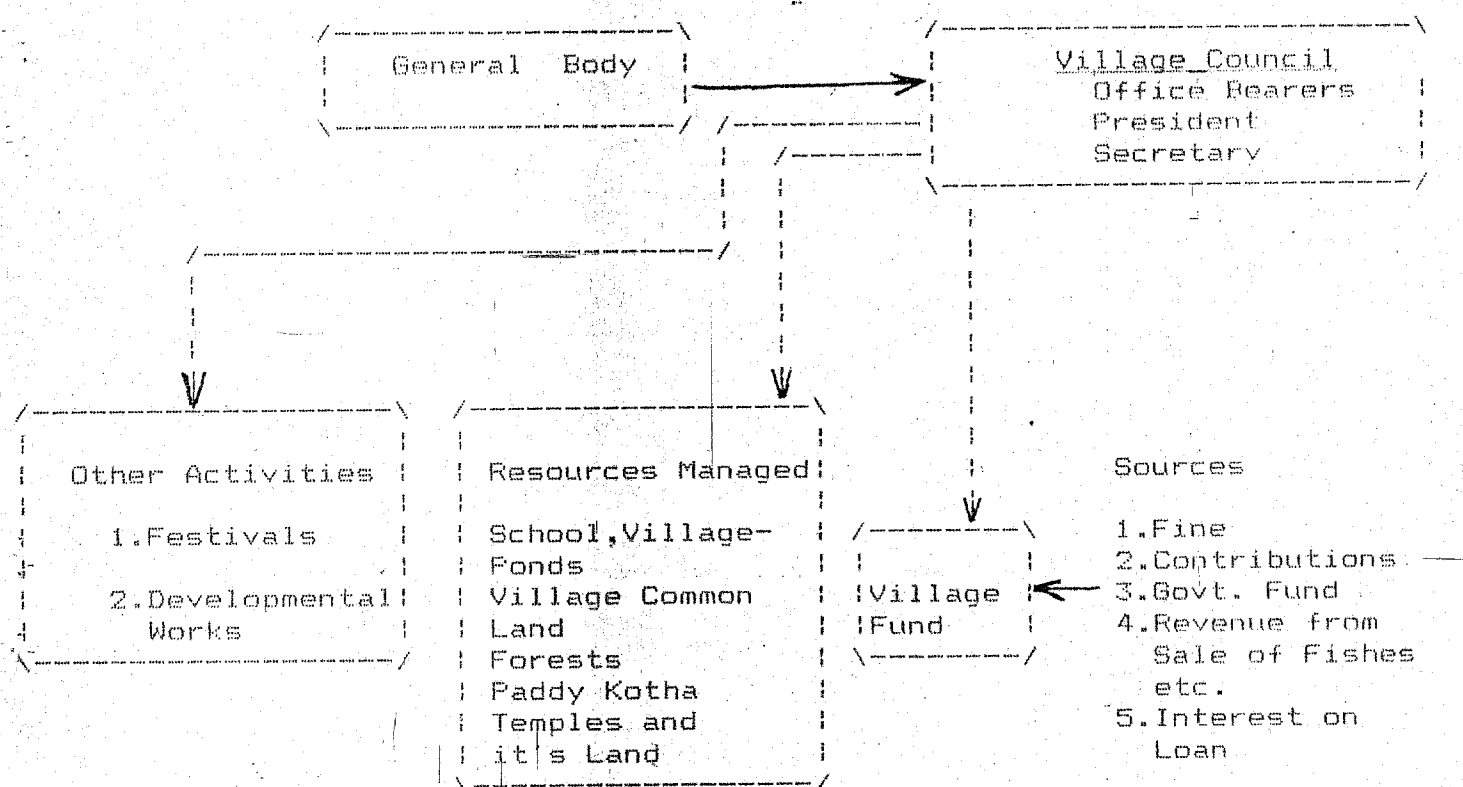 General Body
Village Council
Office Bearers
President
Secretary
Other Activities
1.Festivals
2.Developmental
Works
Resources Managed
School,Village-
Fonds
Village Common
Land
Forests
Paddy Kotha
Temples and
it's Land
Village
Fund
Sources
1.Fine
2.Contributions
3.Govt. Fund
4.Revenue from
Sale of Fishes
etc.
5.Interest on
Loan